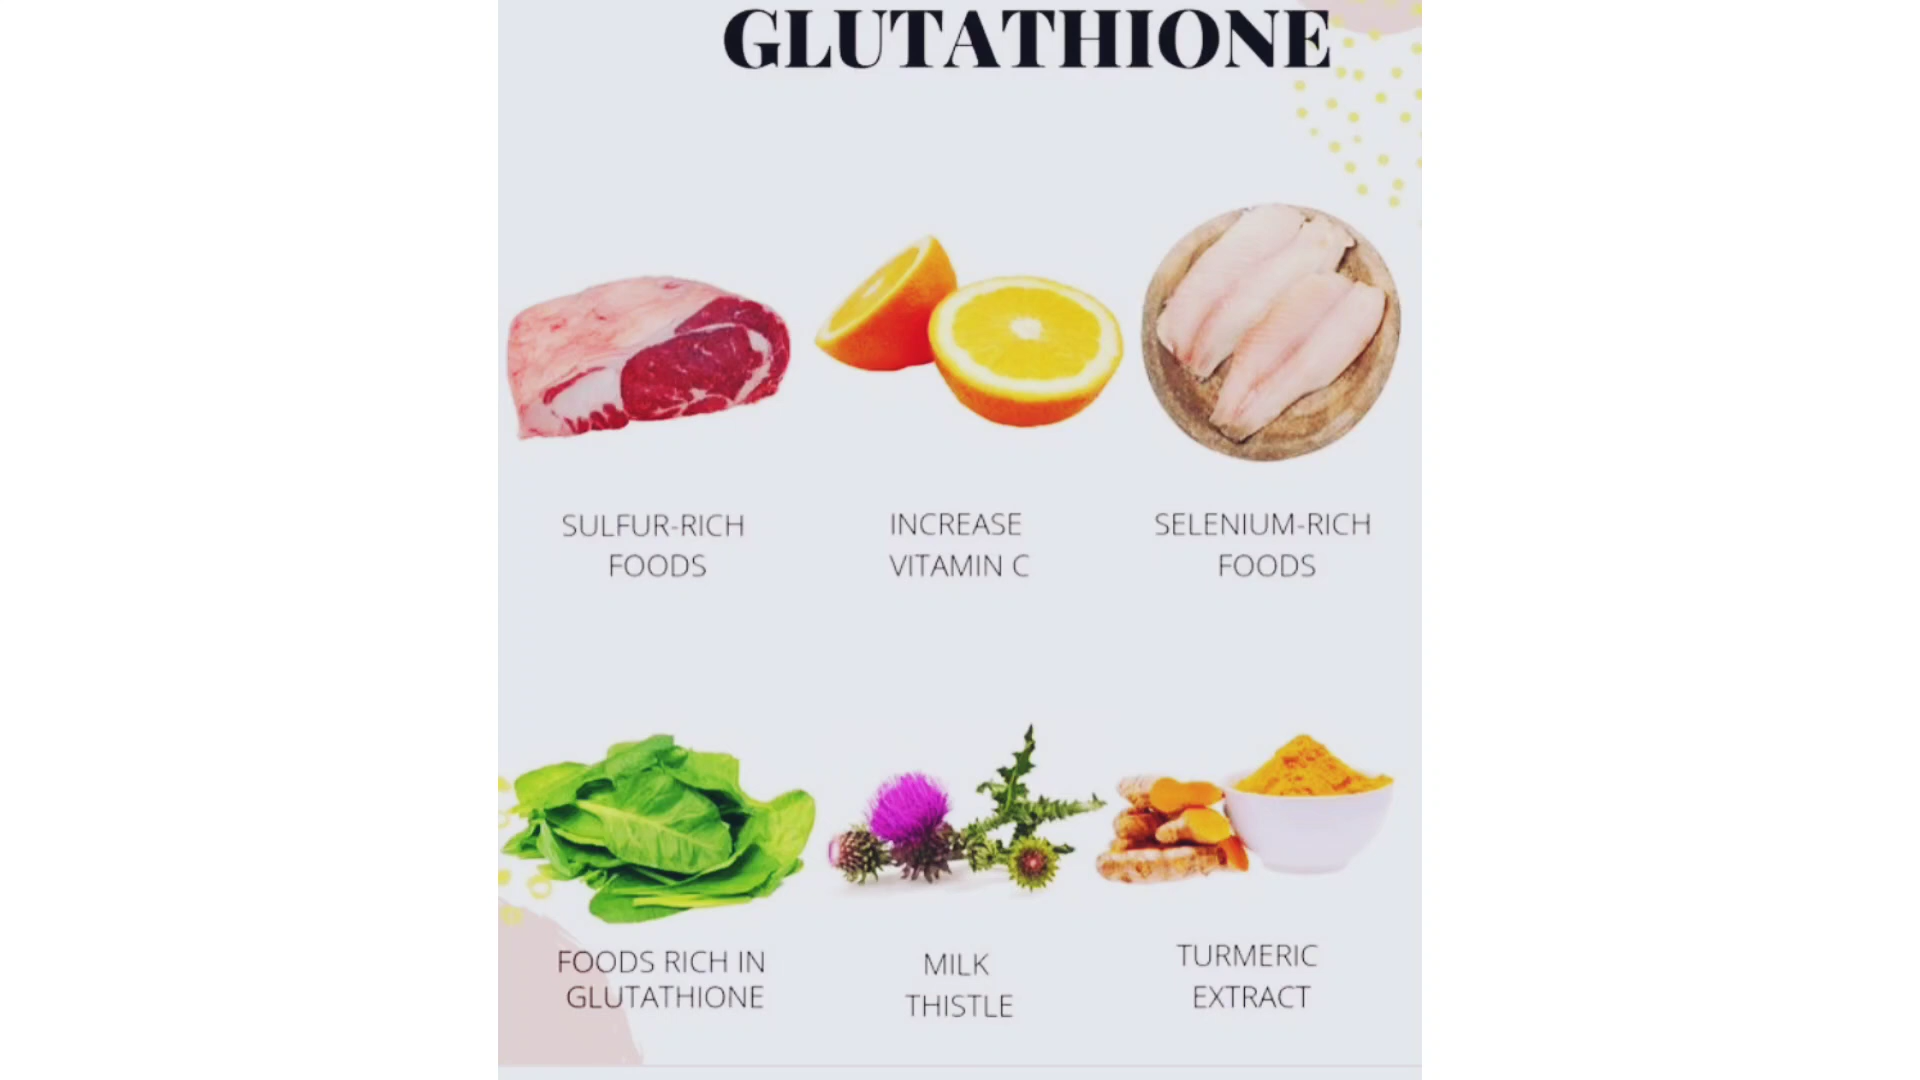 GLUTATHIONE
SULFUR-RICH
FOODS
INCREASE
VITAMIN C
SELENIUM-RICH
FOODS
FOODS RICH IN
GLUTATHIONE
MILK
THISTLE
TURMERIC
EXTRACT